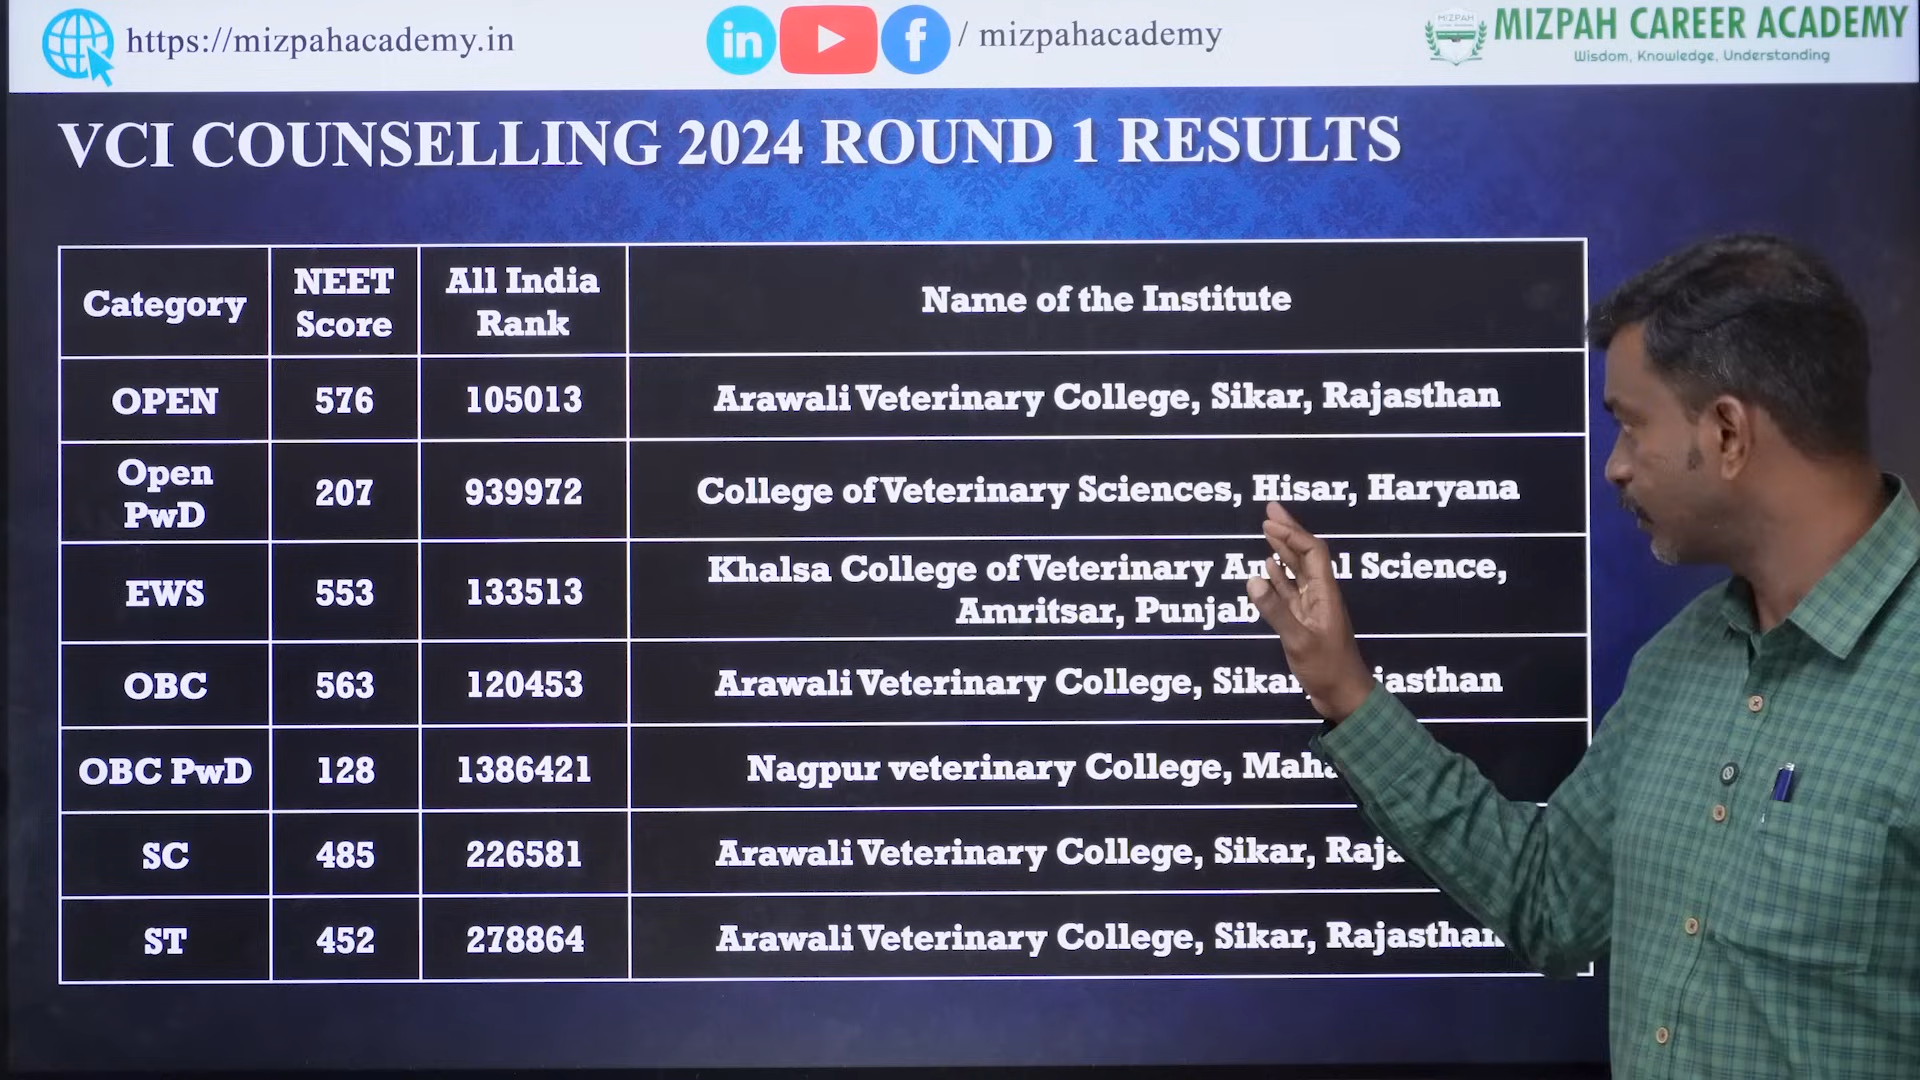 https://mizpahacademy.in
in f / mizpahacademy
MIZPAH
MIZPAH CAREER ACADEMY
Wisdom, Knowledge, Understanding
VCI COUNSELLING 2024 ROUND 1 RESULTS
Category NEET Score All India Rank Name of the Institute
OPEN 576 105013 Arawali Veterinary College, Sikar, Rajasthan
Open PwD 207 939972 College of Veterinary Sciences, Hisar, Haryana
EWS 553 133513 Khalsa College of Veterinary Science,
Amritsar, Punjab
OBC 563 120453 Arawali Veterinary College,
OBC PwD 128 1386421 Nagpur veterinary College,
SC 485 226581 Arawali Veterinary College, Sikar,
ST 452 278864 Arawali Veterinary College, Sikar, Rajasthan